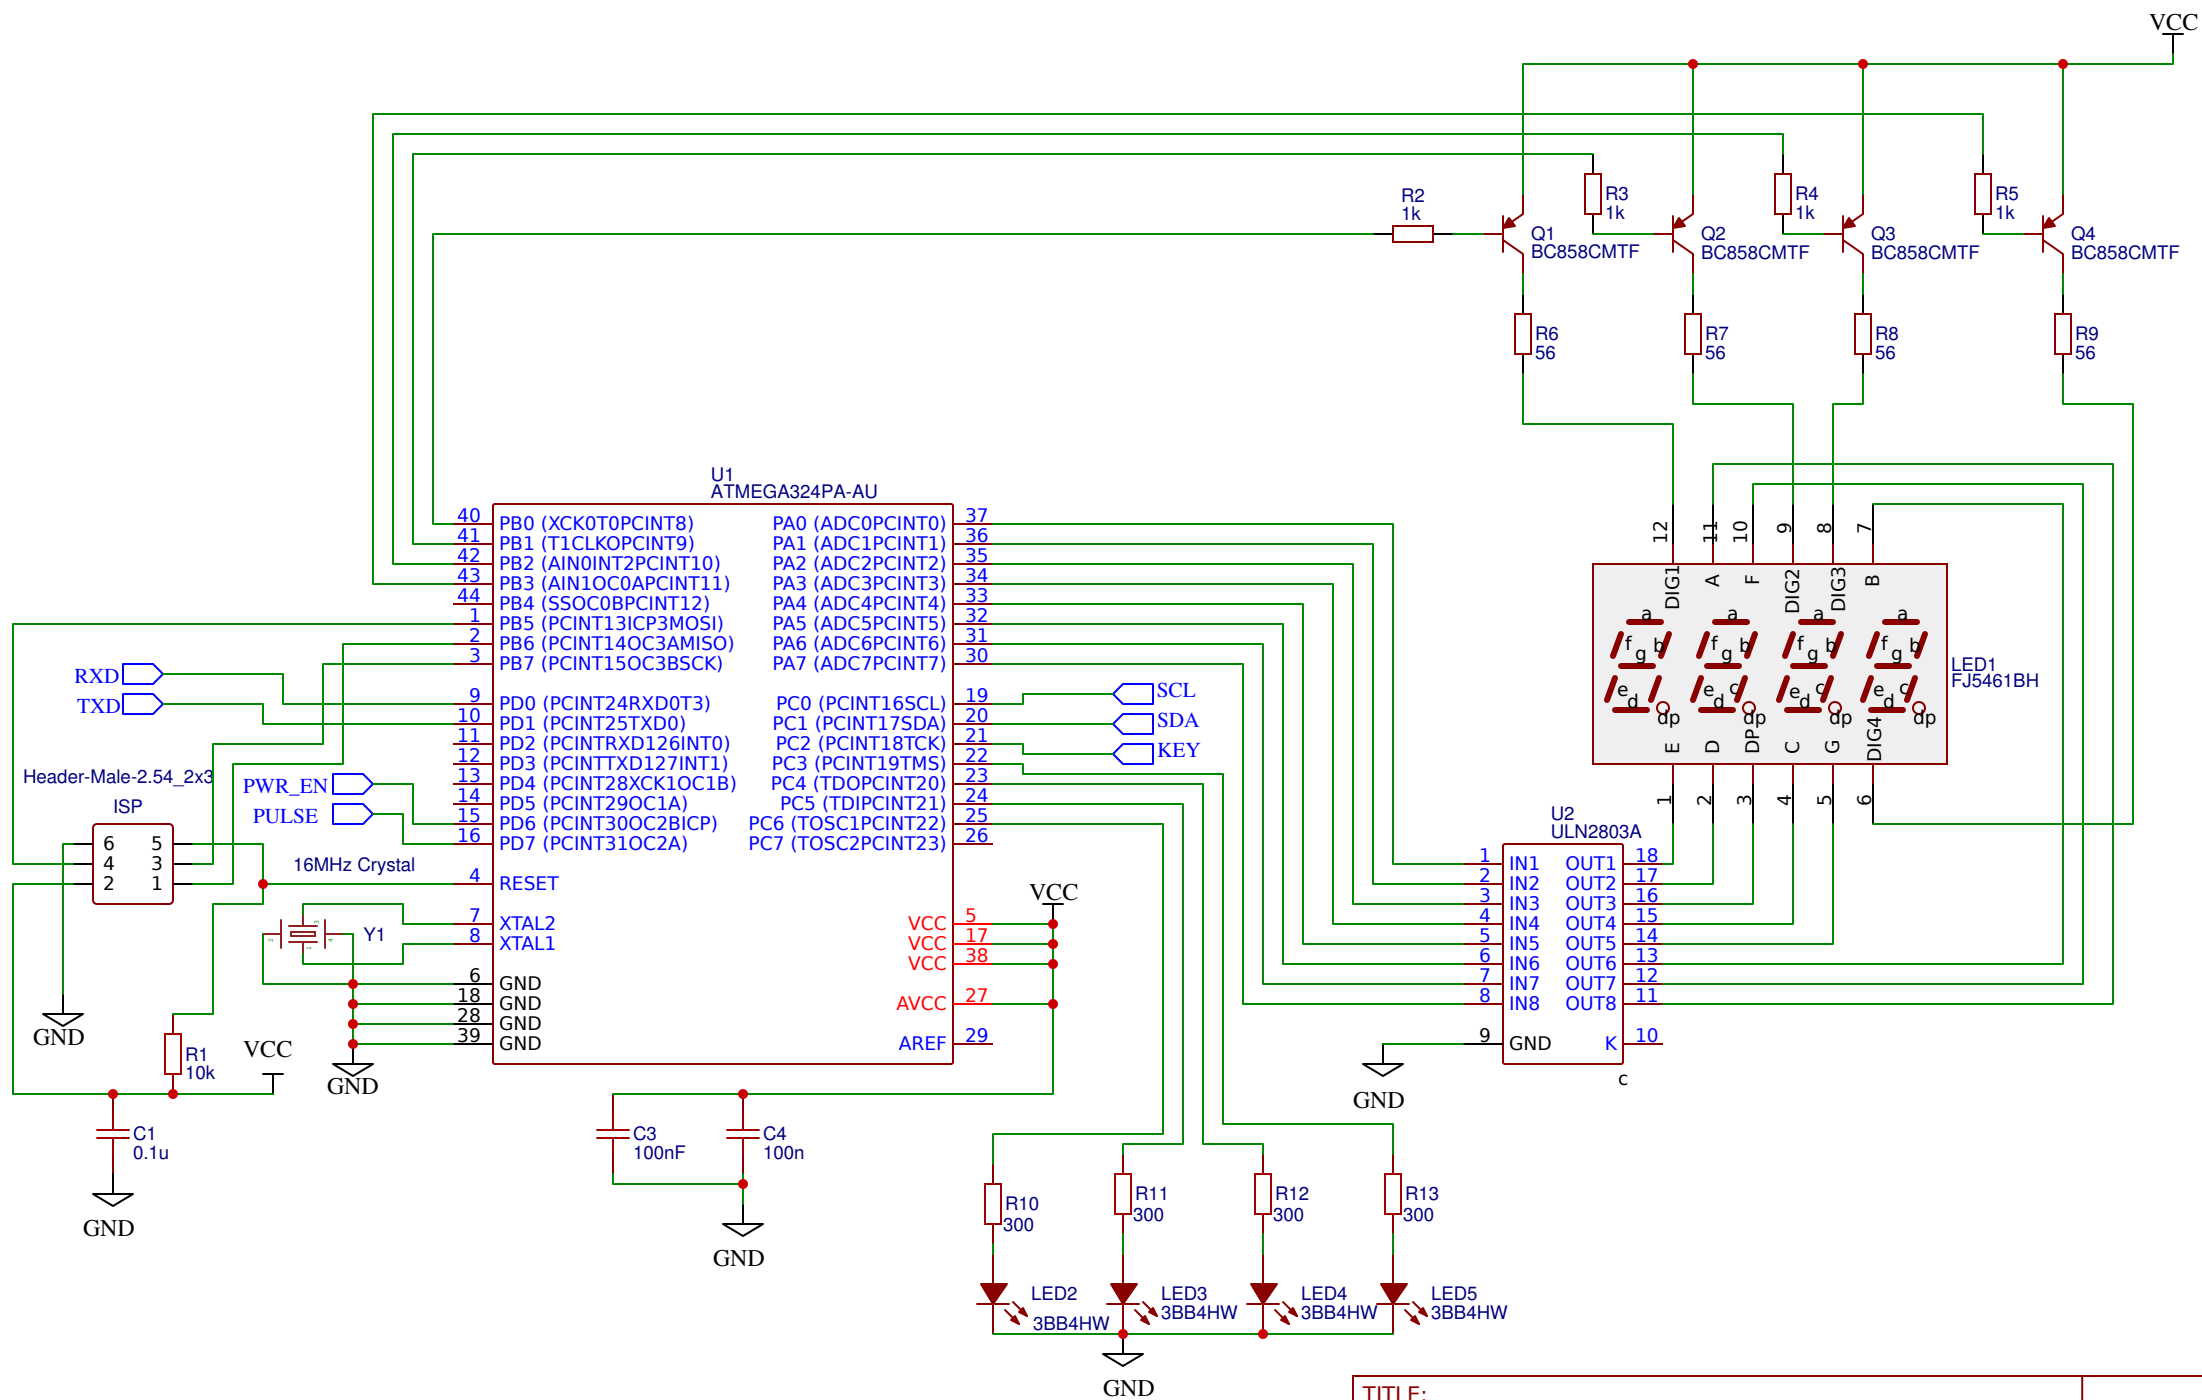 VCC
R2
1k
R3
1k
R4
1k
R5
1k
Q1
BC858CMTF
Q2
BC858CMTF
Q3
BC858CMTF
Q4
BC858CMTF
R6
56
R7
56
R8
56
R9
56
U1
ATMEGA324PA-AU
40 PB0 (XCK0T0PCINT8) PA0 (ADC0PCINT0) 37
41 PB1 (T1CLKOPCINT9) PA1 (ADC1PCINT1) 36
42 PB2 (AIN0INT2PCINT10) PA2 (ADC2PCINT2) 35
43 PB3 (AIN1OC0APCINT11) PA3 (ADC3PCINT3) 34
44 PB4 (SSOC0BPCINT12) PA4 (ADC4PCINT4) 33
1 PB5 (PCINT13ICP3MOSI) PA5 (ADC5PCINT5) 32
2 PB6 (PCINT14OC3AMISO) PA6 (ADC6PCINT6) 31
3 PB7 (PCINT15OC3BSCK) PA7 (ADC7PCINT7) 30
9 PD0 (PCINT24RXD0T3) PC0 (PCINT16SCL) 19
10 PD1 (PCINT25TXD0) PC1 (PCINT17SDA) 20
11 PD2 (PCINTRXD126INT0) PC2 (PCINT18TCK) 21
12 PD3 (PCINTTXD127INT1) PC3 (PCINT19TMS) 22
13 PD4 (PCINT28XCK1OC1B) PC4 (TDOPCINT20) 23
14 PD5 (PCINT29OC1A) PC5 (TDIPCINT21) 24
15 PD6 (PCINT30OC2BICP) PC6 (TOSC1PCINT22) 25
16 PD7 (PCINT31OC2A) PC7 (TOSC2PCINT23) 26
4 RESET
7 XTAL2 VCC 5
8 XTAL1 VCC 17
VCC 38
6 GND
18 GND AVCC 27
28 GND
39 GND AREF 29
RXD
TXD
PWR_EN
PULSE
SCL
SDA
KEY
Header-Male-2.54_2x3
ISP
6 5
4 3
2 1
16MHz Crystal
Y1
2 3 1 4
GND
R1
10k
VCC
GND
C1
0.1u
GND
VCC
C3
100nF
C4
100n
GND
12 11 10 9 8 7
DIG1 A F DIG2 DIG3 B
a a a a
f g b f g b f g b f g b
e d e d c e d c e d c
dp dp dp dp
E D DP C G DIG4
1 2 3 4 5 6
LED1
FJ5461BH
U2
ULN2803A
1 IN1 OUT1 18
2 IN2 OUT2 17
3 IN3 OUT3 16
4 IN4 OUT4 15
5 IN5 OUT5 14
6 IN6 OUT6 13
7 IN7 OUT7 12
8 IN8 OUT8 11
9 GND K 10
c
GND
R10
300
R11
300
R12
300
R13
300
LED2
3BB4HW
LED3
3BB4HW
LED4
3BB4HW
LED5
3BB4HW
GND
TITLE: